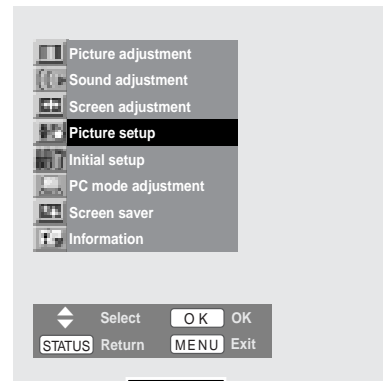 Picture adjustment
Sound adjustment
Screen adjustment
Picture setup
Initial setup
PC mode adjustment
Screen saver
Information
Select OK OK
STATUS Return MENU Exit